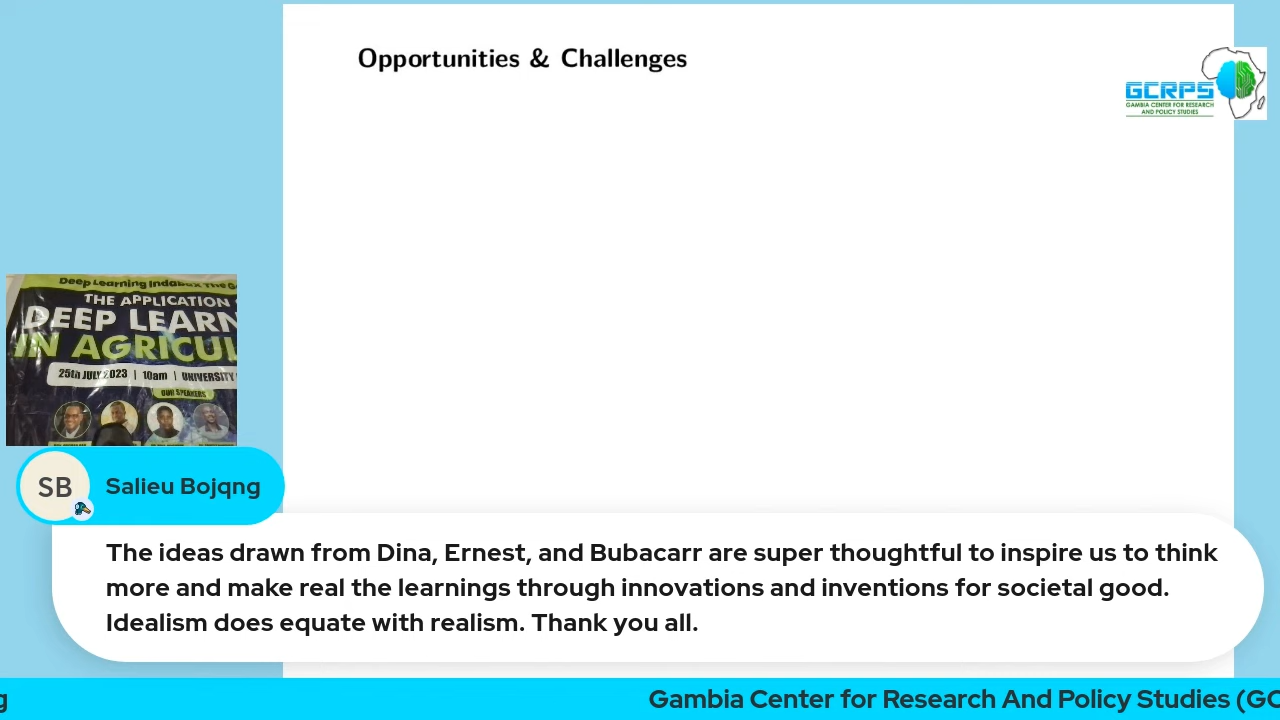 Opportunities & Challenges
GCRPS
GAMBIA CENTER FOR RESEARCH
AND POLICY STUDIES
Deep Learning Indabax The G
THE APPLICATION
DEEP LEARN
IN AGRICUL
25th JULY 2023 | 10am | UNIVERSITY
OUR SPEAKERS
SB
Salieu Bojqng
The ideas drawn from Dina, Ernest, and Bubacarr are super thoughtful to inspire us to think
more and make real the learnings through innovations and inventions for societal good.
Idealism does equate with realism. Thank you all.
g
Gambia Center for Research And Policy Studies (GC